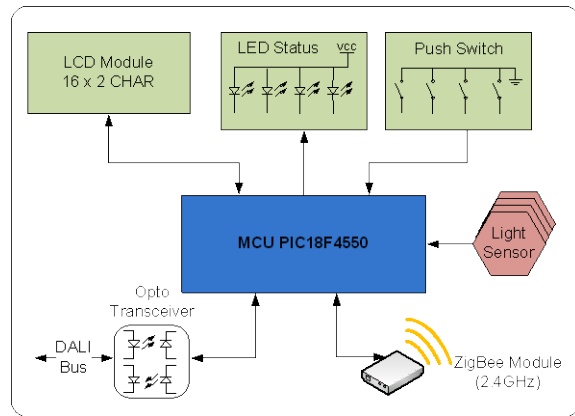 LCD Module
16 x 2 CHAR
LED Status
vcc
Push Switch
MCU PIC18F4550
Light
Sensor
Opto
Transceiver
DALI
Bus
ZigBee Module
(2.4GHz)